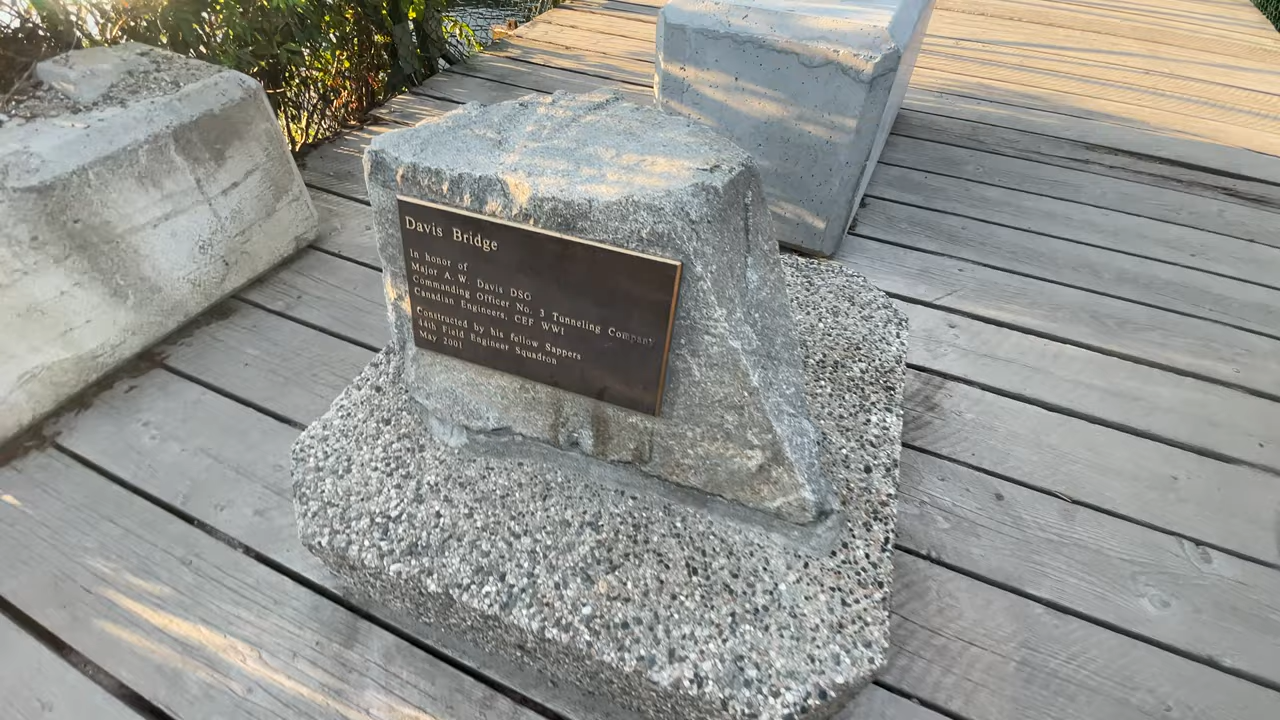 Davis Bridge
In honor of
Major A. W. Davis DSO
Commanding Officer No. 3 Tunneling Company
Canadian Engineers, CEF WWI
Constructed by his fellow Sappers
44th Field Engineer Squadron
May 2001